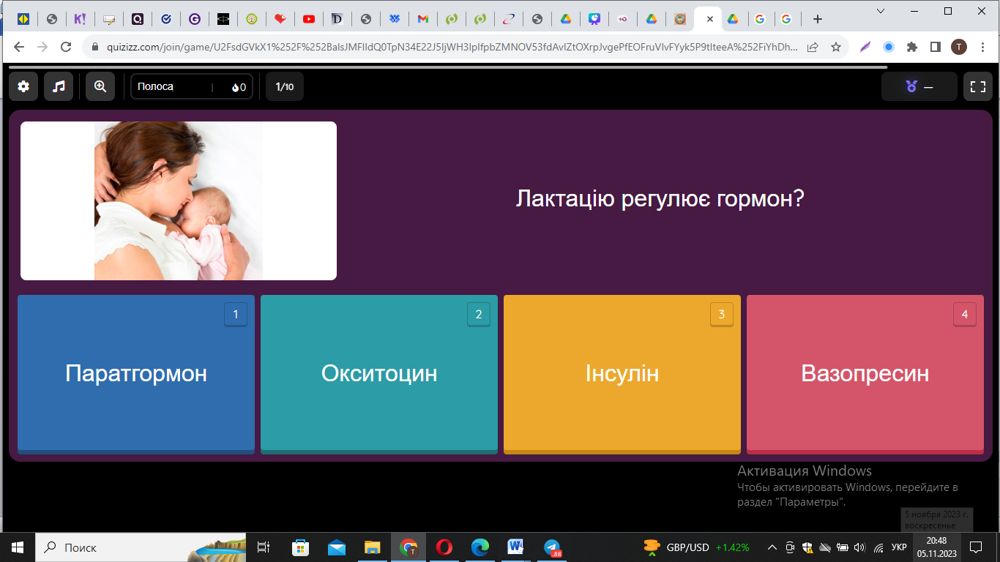 quizizz.com/join/game/U2FsdGVkX1%252F%252BalsJMFIldQ0TpN34E22J5IjWH3IpIfpbZMNOV53fdAvIZtOXrpJvgePfEOFruVIvFYyk5P9tIteeA%252FiYhDh...
T
Полоса | 0
1/10
–
Лактацію регулює гормон?
1
2
3
4
Паратгормон
Окситоцин
Інсулін
Вазопресин
Активация Windows
Чтобы активировать Windows, перейдите в
раздел "Параметры".
5 ноября 2023 г.
воскресенье
Поиск
88
GBP/USD +1.42%
УКР
20:48
05.11.2023